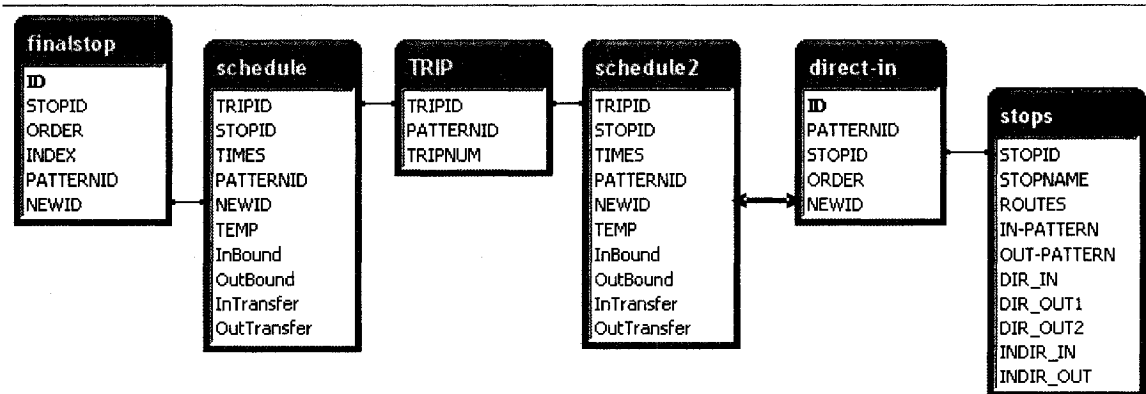 finalstop
ID
STOPID
ORDER
INDEX
PATTERNID
NEWID
schedule
TRIPID
STOPID
TIMES
PATTERNID
NEWID
TEMP
InBound
OutBound
InTransfer
OutTransfer
TRIP
TRIPID
PATTERNID
TRIPNUM
schedule2
TRIPID
STOPID
TIMES
PATTERNID
NEWID
TEMP
InBound
OutBound
InTransfer
OutTransfer
direct-in
ID
PATTERNID
STOPID
ORDER
NEWID
stops
STOPID
STOPNAME
ROUTES
IN-PATTERN
OUT-PATTERN
DIR_IN
DIR_OUT1
DIR_OUT2
INDIR_IN
INDIR_OUT